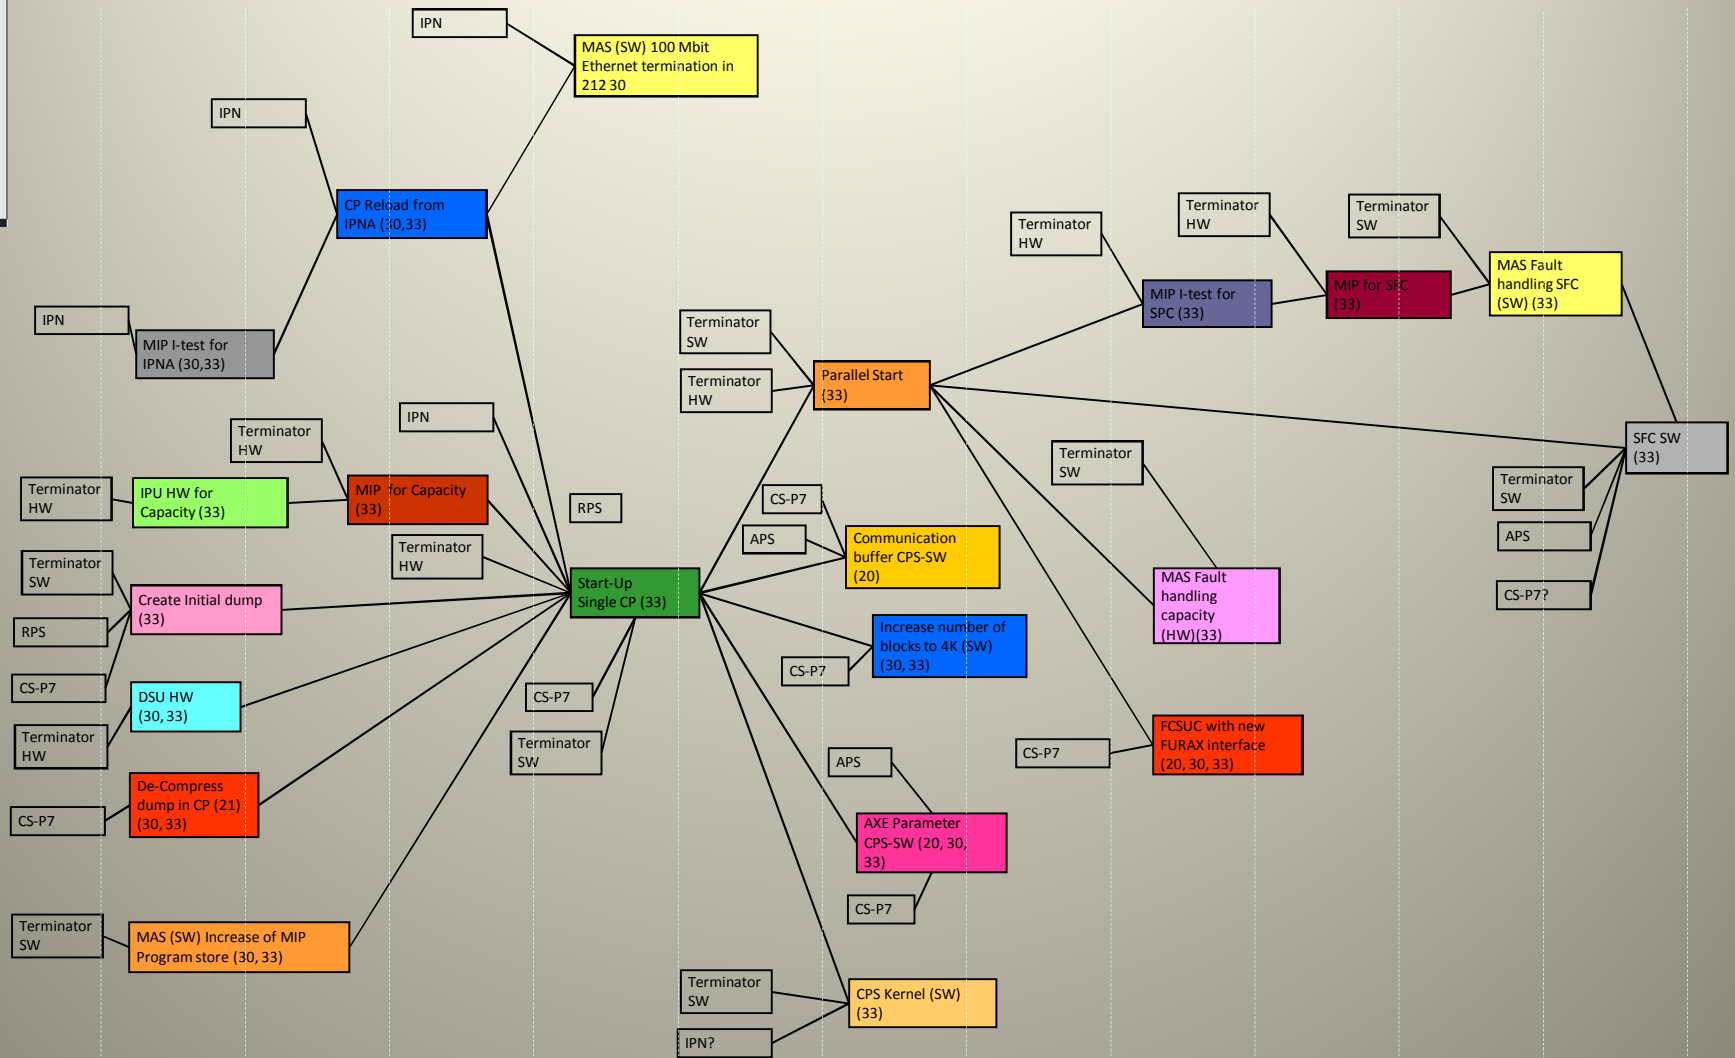 IPN
MAS (SW) 100 Mbit
Ethernet termination in
212 30
IPN
CP Reload from
IPNA (30,33)
IPN
MIP I-test for
IPNA (30,33)
Terminator
HW
Terminator
HW
Terminator
SW
MIP I-test for
SPC (33)
MIP for SFC
(33)
MAS Fault
handling SFC
(SW) (33)
Terminator
SW
Terminator
HW
Parallel Start
(33)
IPN
Terminator
HW
Terminator
HW
IPU HW for
Capacity (33)
MIP  for Capacity
(33)
RPS
Terminator
HW
CS-P7
APS
Communication
buffer CPS-SW
(20)
Terminator
SW
SFC SW
(33)
Terminator
SW
APS
CS-P7?
Terminator
SW
Create Initial dump
(33)
RPS
CS-P7
Start-Up
Single CP (33)
MAS Fault
handling
capacity
(HW)(33)
Increase number of
blocks to 4K (SW)
(30, 33)
CS-P7
DSU HW
(30, 33)
Terminator
HW
CS-P7
Terminator
SW
CS-P7
FCSUC with new
FURAX interface
(20, 30, 33)
De-Compress
dump in CP (21)
(30, 33)
CS-P7
APS
AXE Parameter
CPS-SW (20, 30,
33)
CS-P7
Terminator
SW
MAS (SW) Increase of MIP
Program store (30, 33)
Terminator
SW
IPN?
CPS Kernel (SW)
(33)